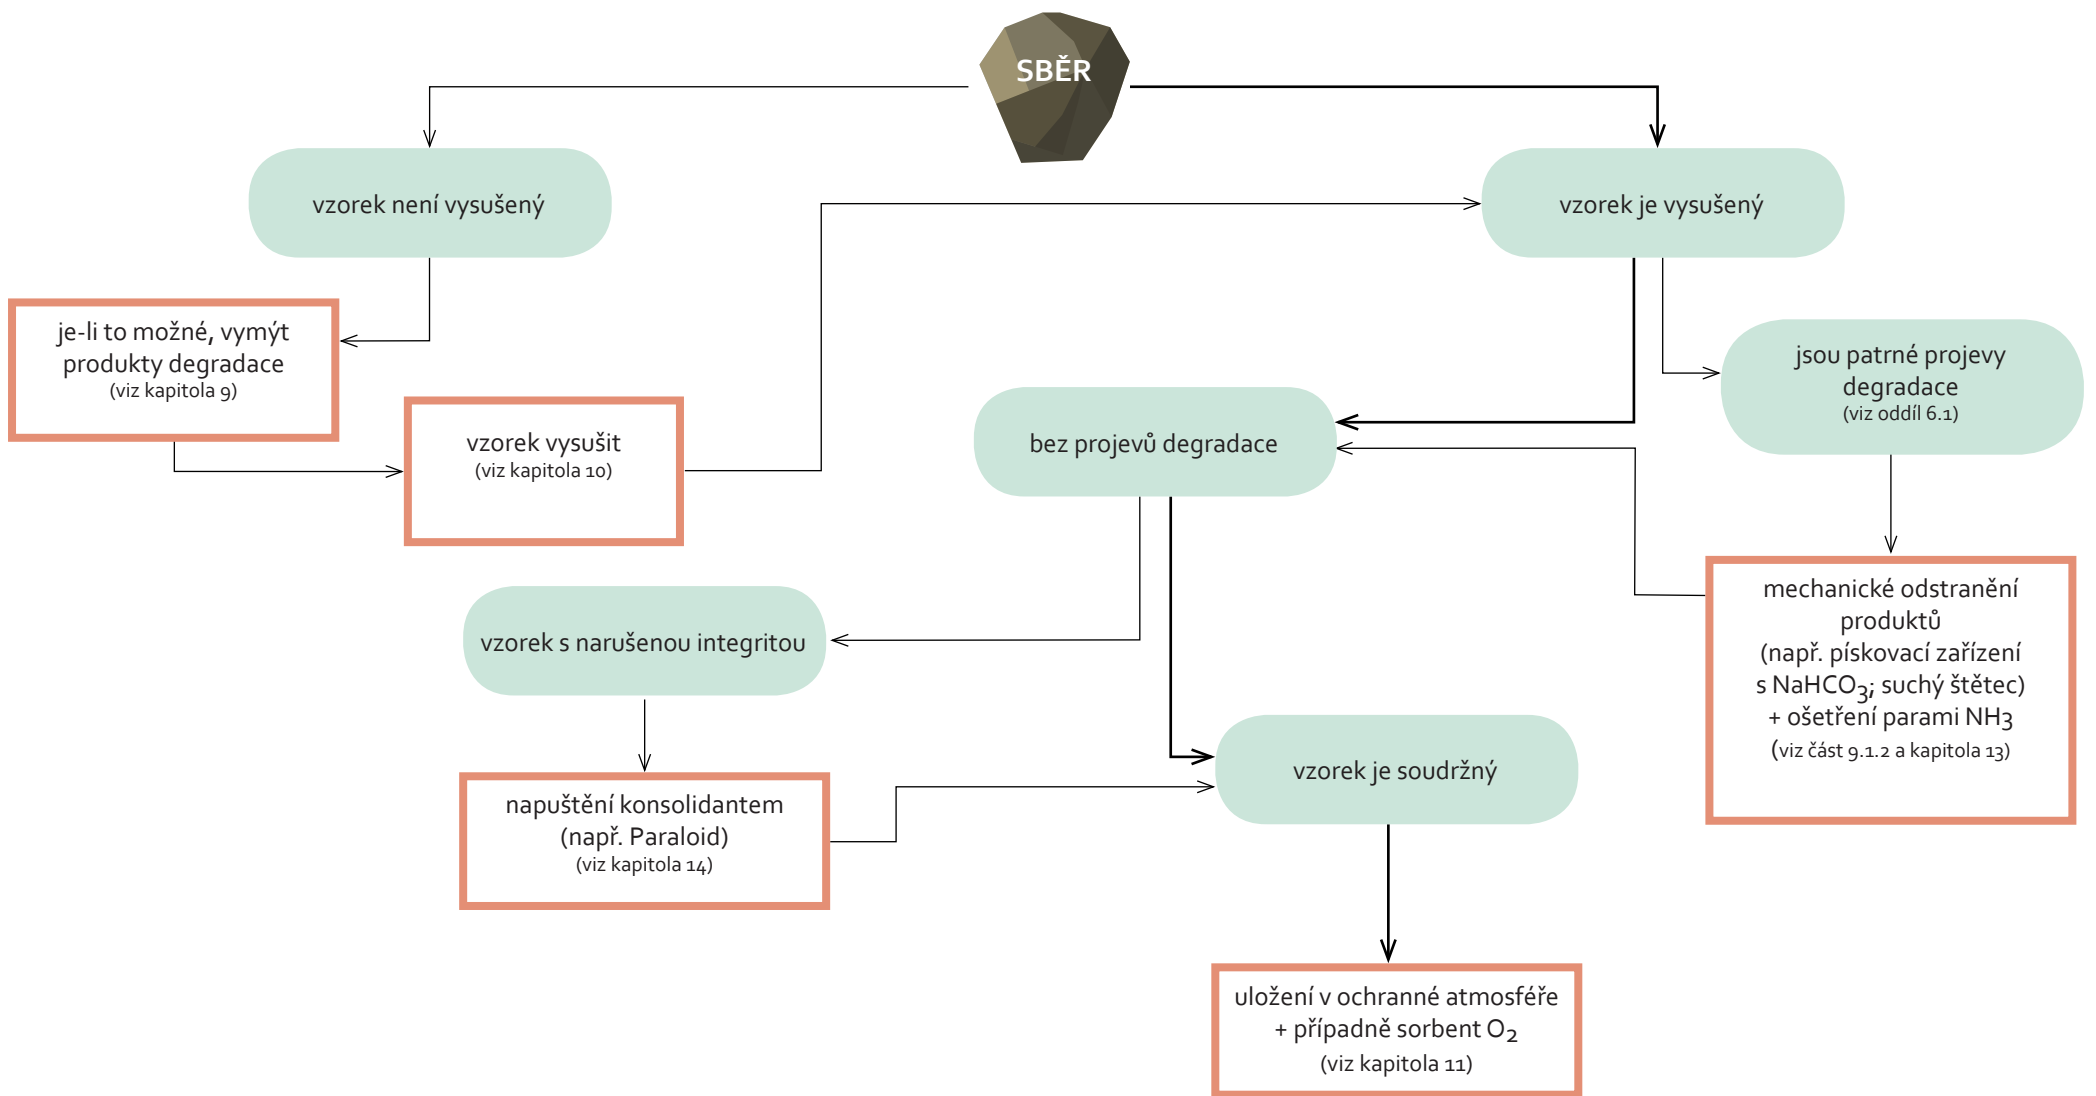 SBĚR
vzorek není vysušený
vzorek je vysušený
je-li to možné, vymýt
produkty degradace
(viz kapitola 9)
jsou patrné projevy
degradace
(viz oddíl 6.1)
vzorek vysušit
(viz kapitola 10)
bez projevů degradace
mechanické odstranění
produktů
(např. pískovací zařízení
s NaHCO₃; suchý štětec)
+ ošetření parami NH3
(viz část 9.1.2 a kapitola 13)
vzorek s narušenou integritou
vzorek je soudržný
napuštění konsolidantem
(např. Paraloid)
(viz kapitola 14)
uložení v ochranné atmosféře
+ případně sorbent O₂
(viz kapitola 11)